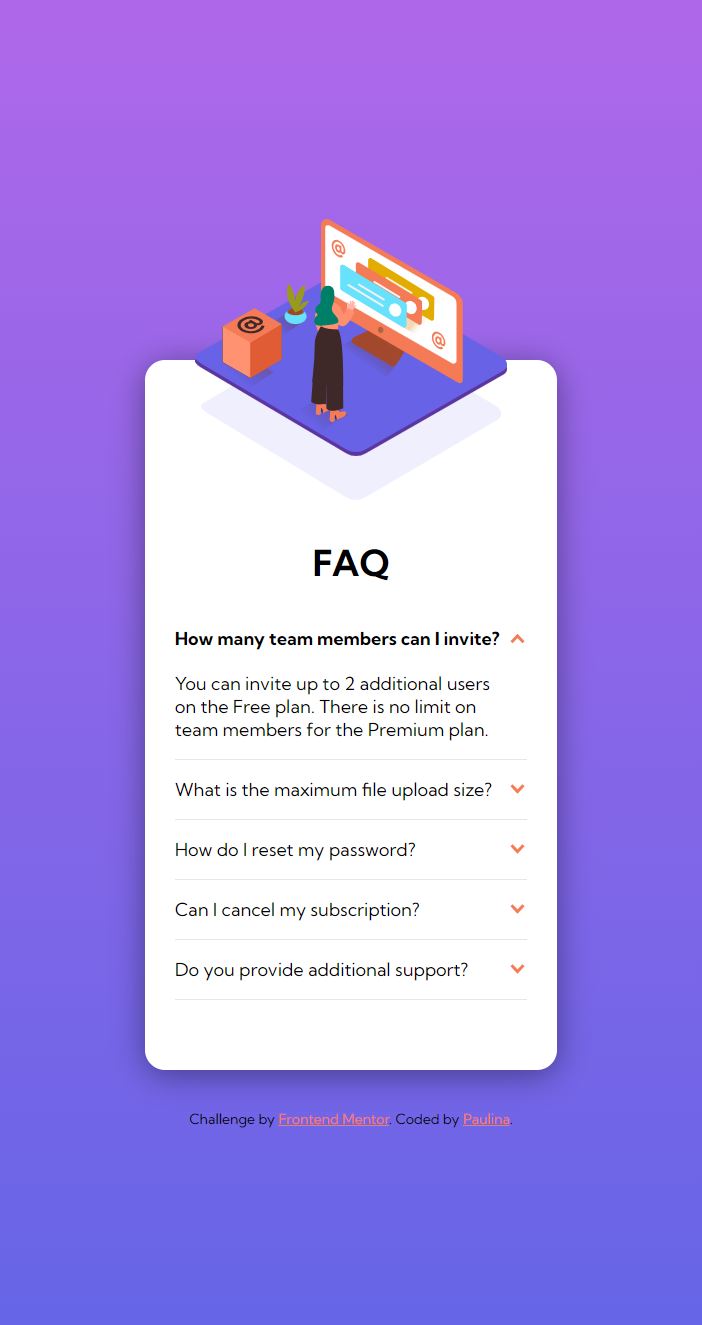 @
@
@
FAQ
How many team members can I invite?
You can invite up to 2 additional users
on the Free plan. There is no limit on
team members for the Premium plan.
What is the maximum file upload size?
How do I reset my password?
Can I cancel my subscription?
Do you provide additional support?
Challenge by Frontend Mentor. Coded by Paulina.